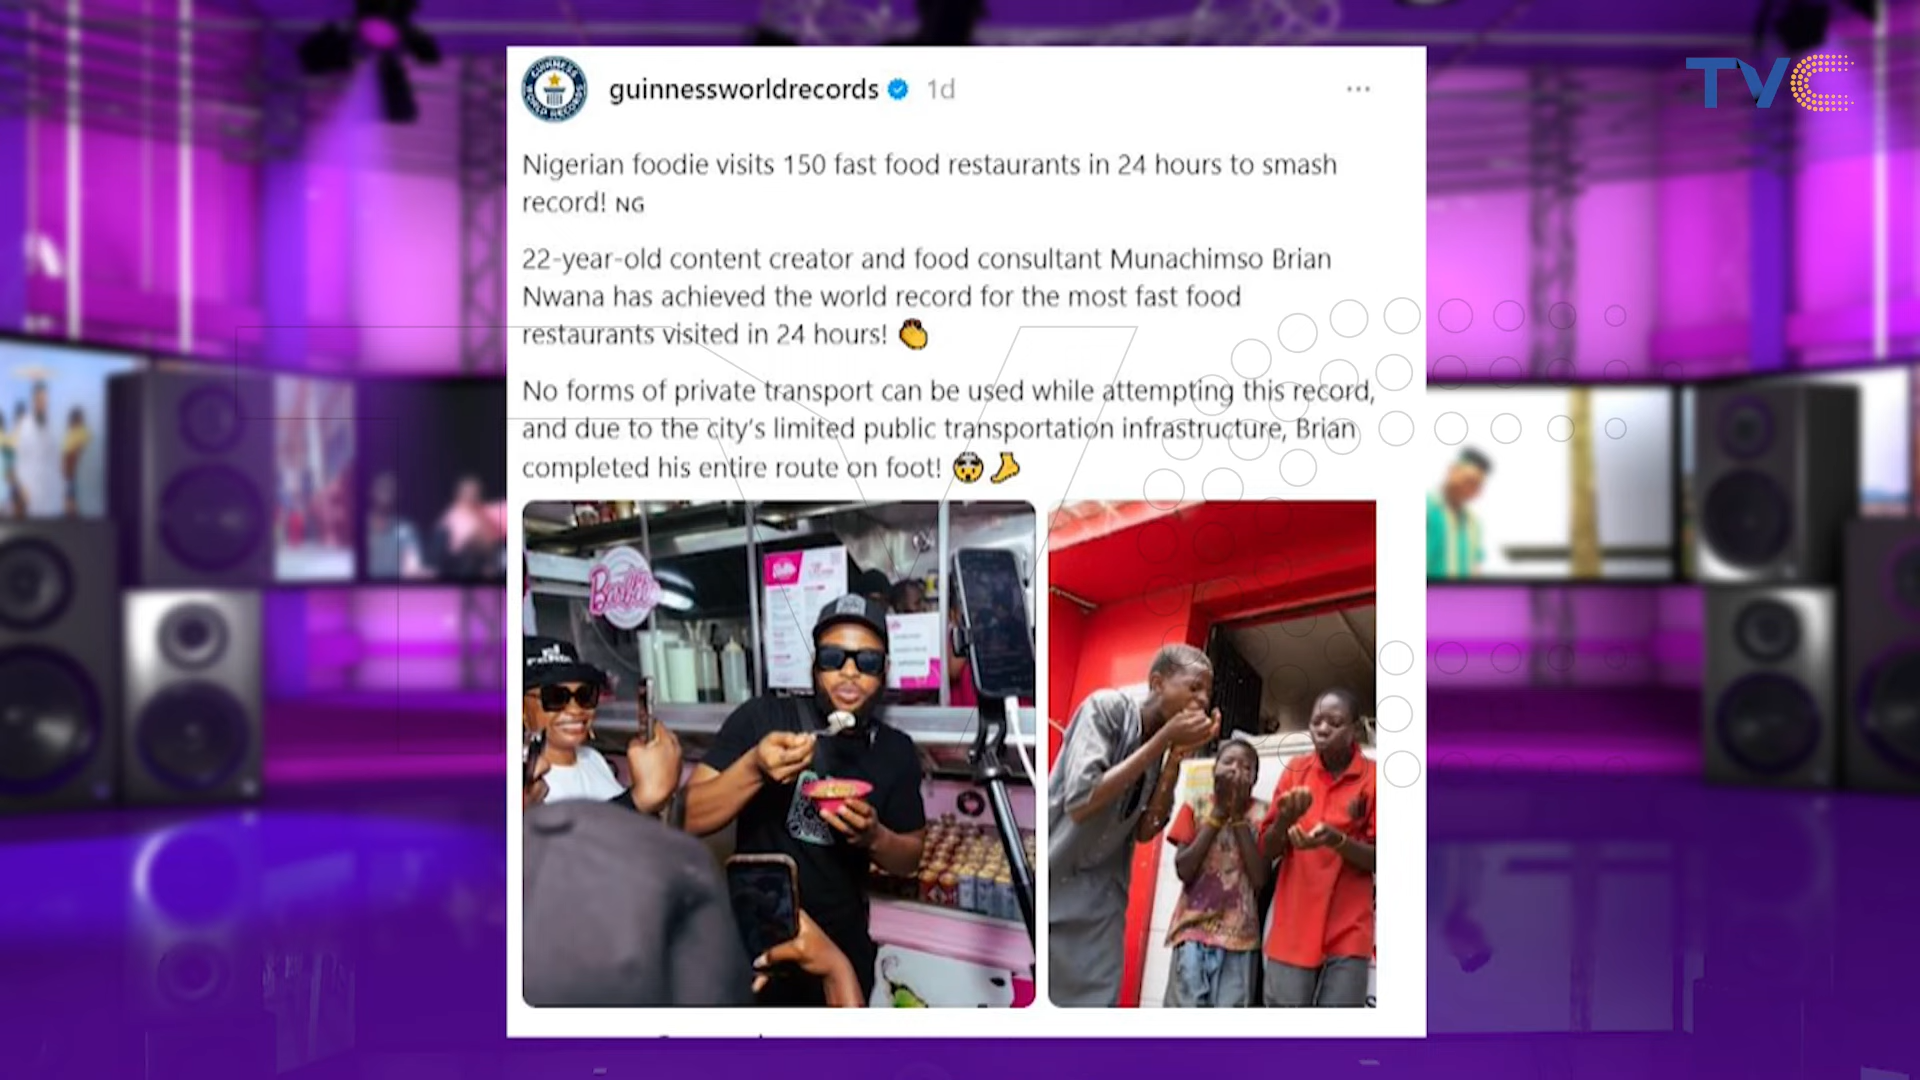 TVC
guinnessworldrecords 1d
Nigerian foodie visits 150 fast food restaurants in 24 hours to smash
record! NG
22-year-old content creator and food consultant Munachimso Brian
Nwana has achieved the world record for the most fast food
restaurants visited in 24 hours!
No forms of private transport can be used while attempting this record,
and due to the city's limited public transportation infrastructure, Brian
completed his entire route on foot!